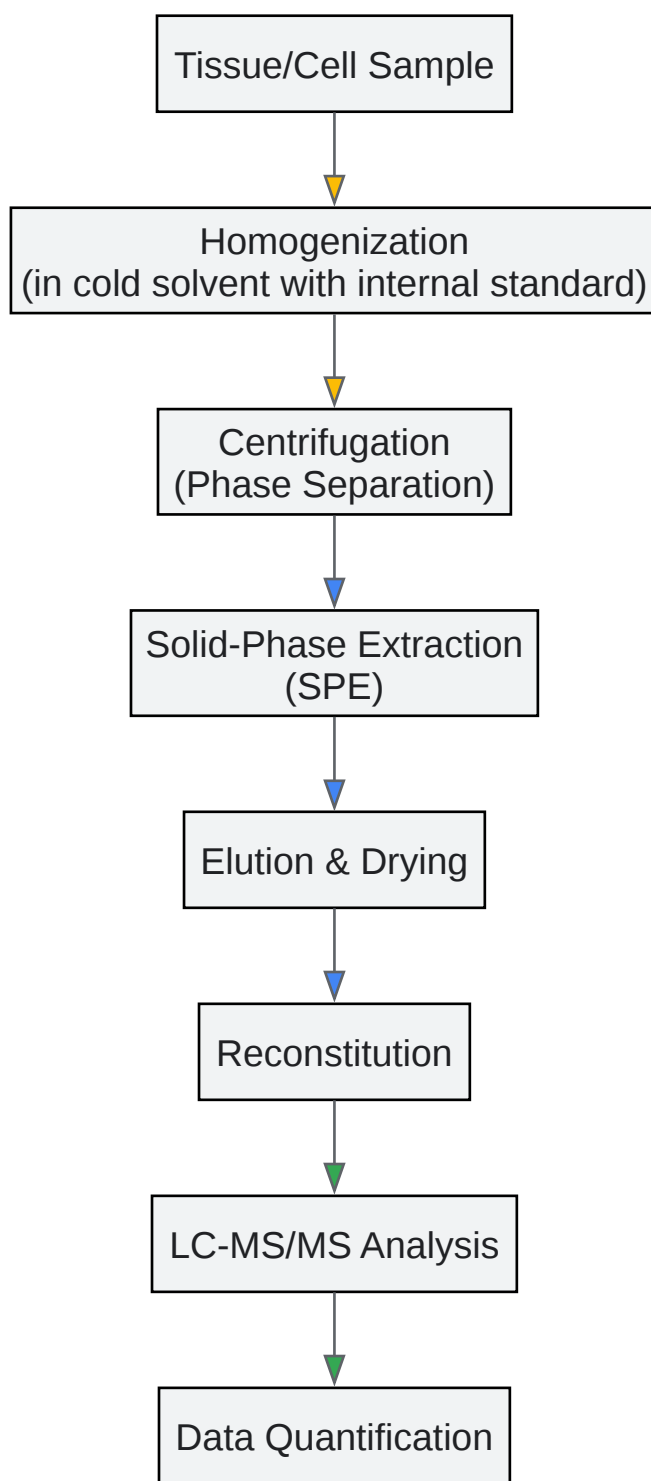 Tissue/Cell Sample
Homogenization
(in cold solvent with internal standard)
Centrifugation
(Phase Separation)
Solid-Phase Extraction
(SPE)
Elution & Drying
Reconstitution
LC-MS/MS Analysis
Data Quantification